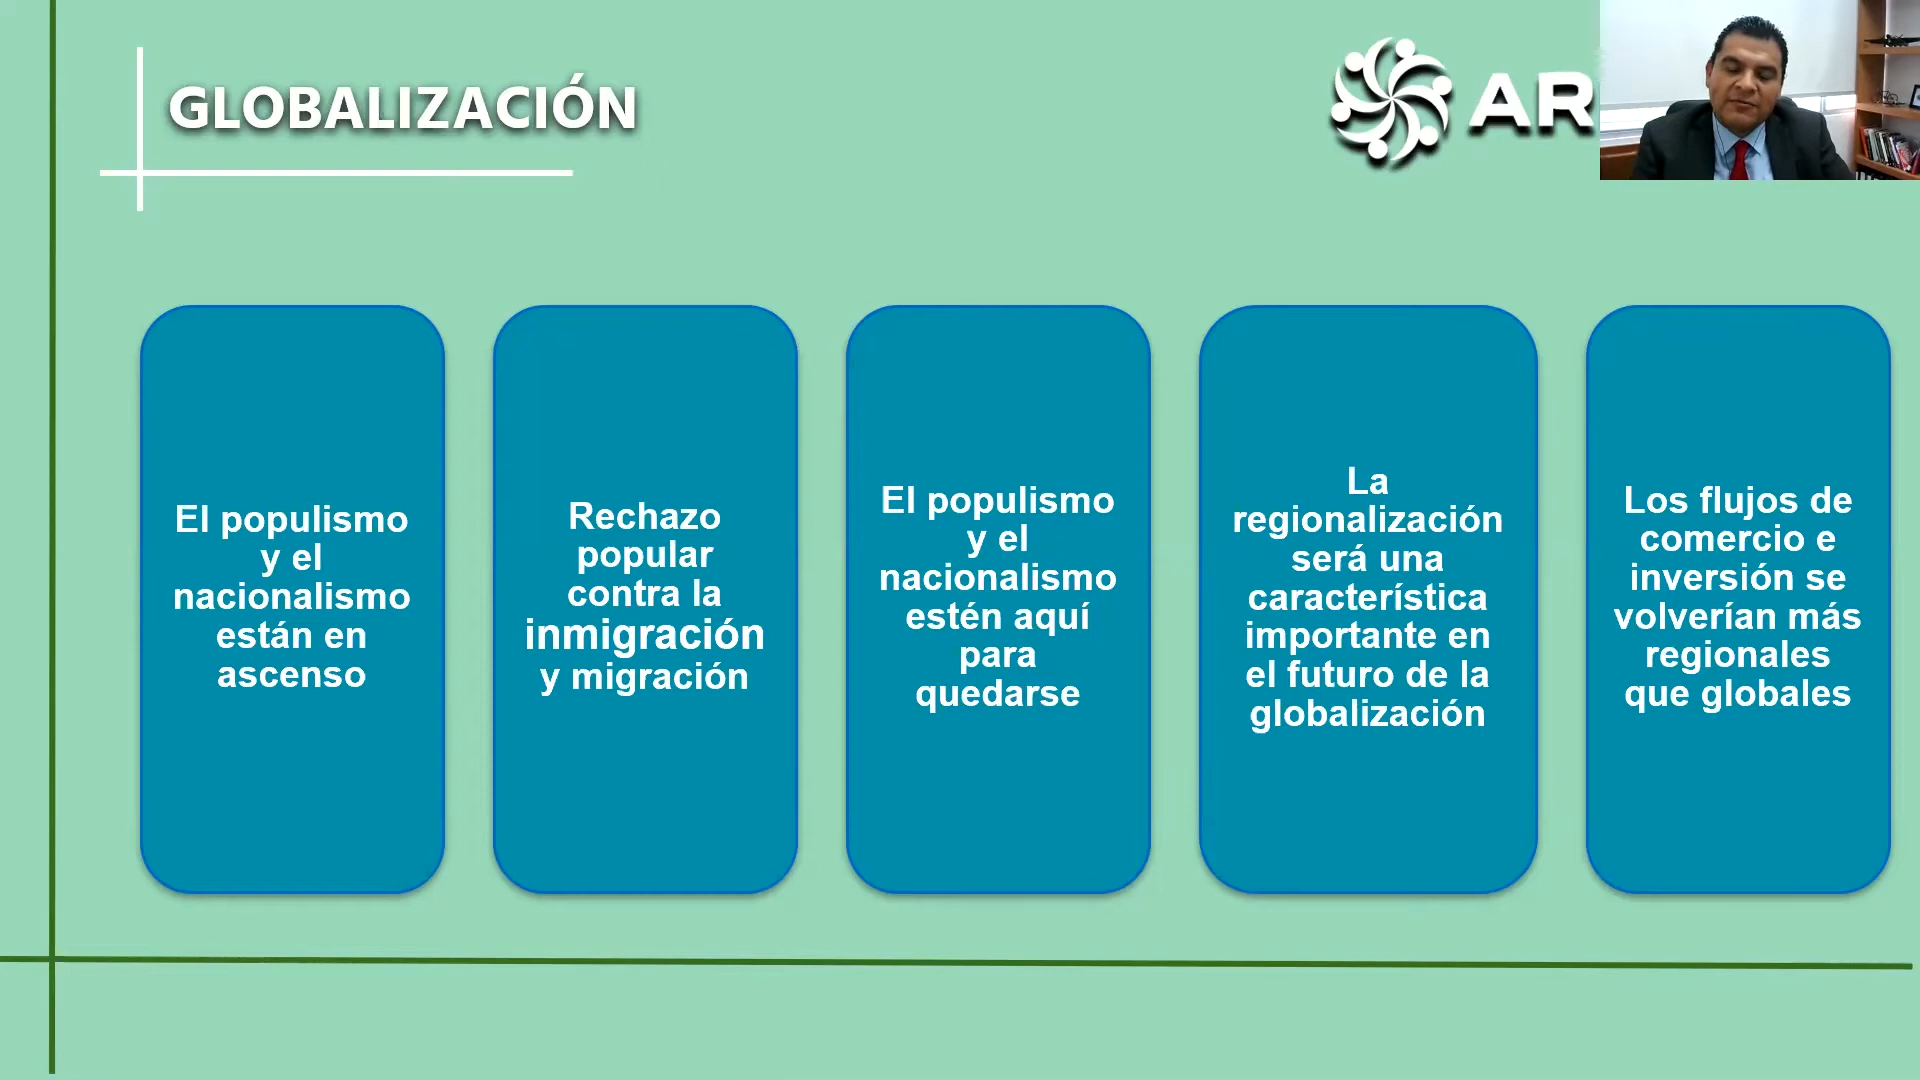 GLOBALIZACIÓN
AR
El populismo
y el
nacionalismo
están en
ascenso
Rechazo
popular
contra la
inmigración
y migración
El populismo
y el
nacionalismo
estén aquí
para
quedarse
La
regionalización
será una
característica
importante en
el futuro de la
globalización
Los flujos de
comercio e
inversión se
volverían más
regionales
que globales